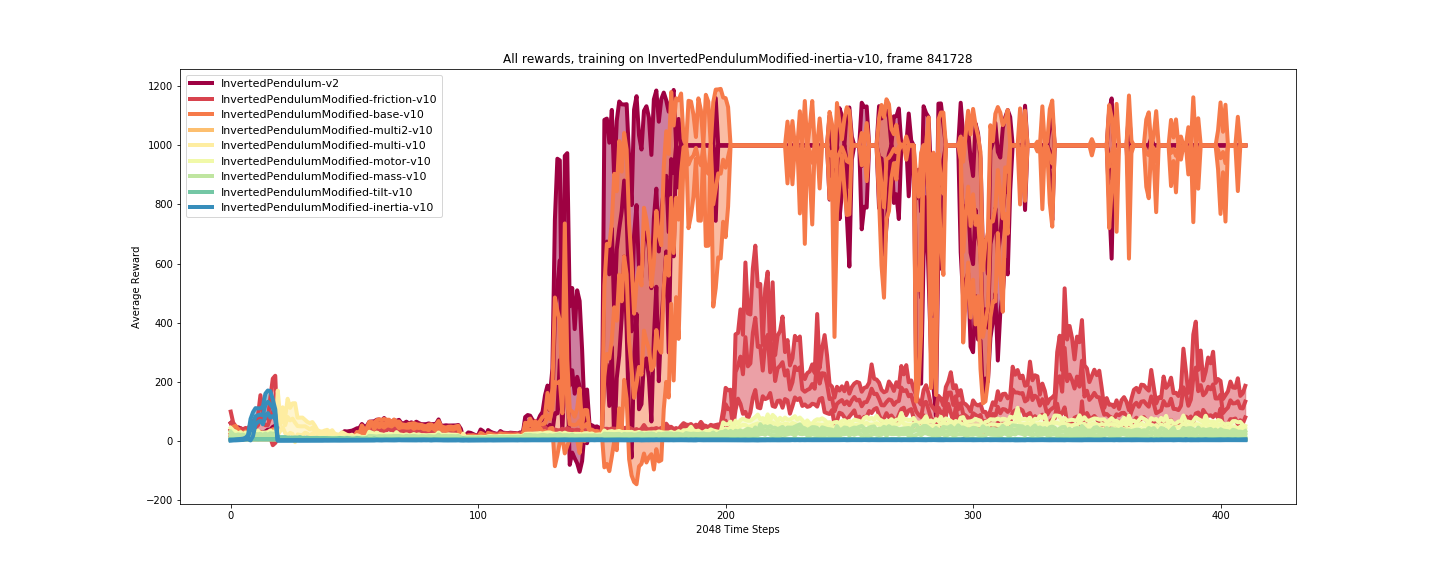 All rewards, training on InvertedPendulumModified-inertia-v10, frame 841728
InvertedPendulum-v2
InvertedPendulumModified-friction-v10
InvertedPendulumModified-base-v10
InvertedPendulumModified-multi2-v10
InvertedPendulumModified-multi-v10
InvertedPendulumModified-motor-v10
InvertedPendulumModified-mass-v10
InvertedPendulumModified-tilt-v10
InvertedPendulumModified-inertia-v10
Average Reward
1200
1000
800
600
400
200
0
−200
0 100 200 300 400
2048 Time Steps